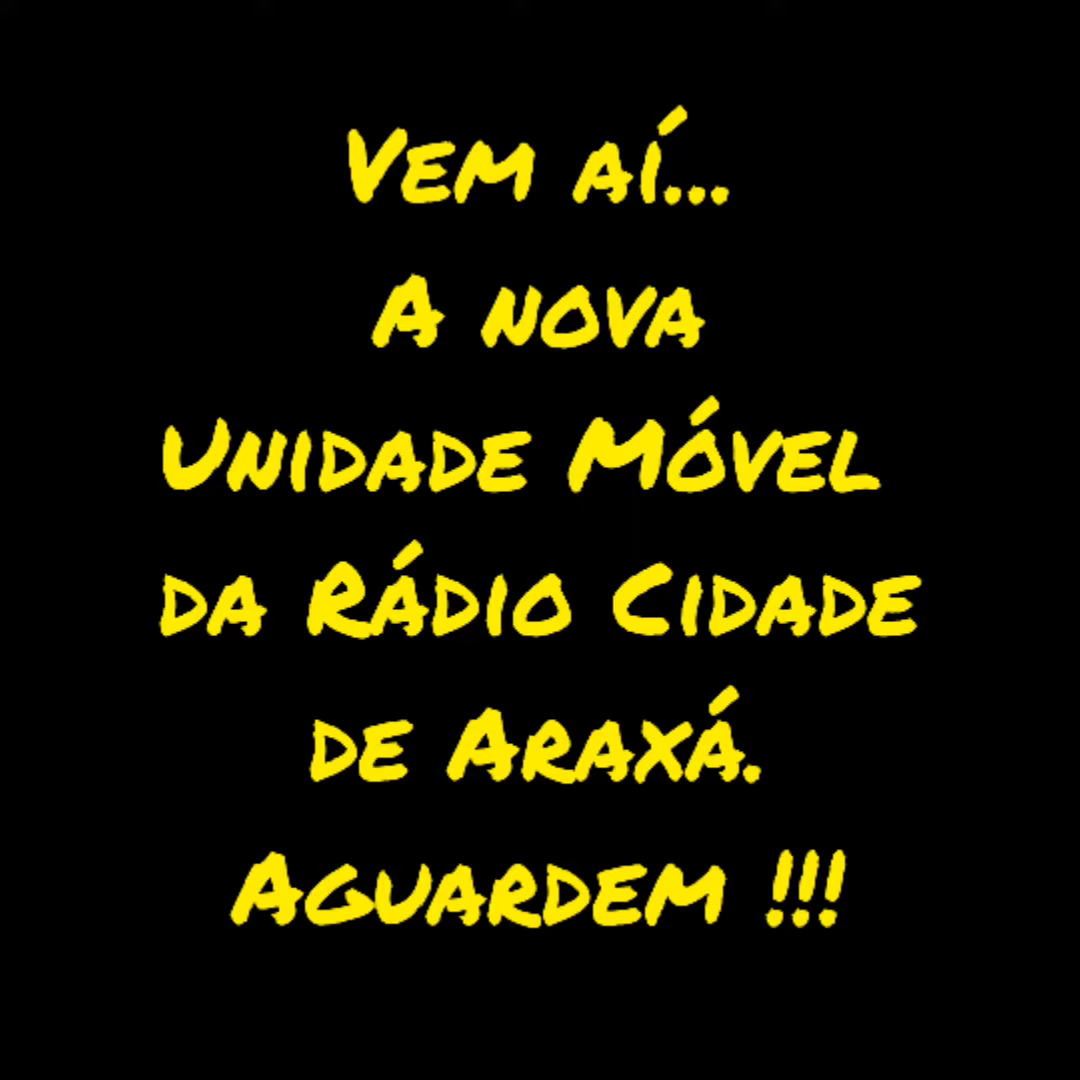 Vem aí...
A nova
Unidade Móvel
da Rádio Cidade
de Araxá.
Aguardem !!!